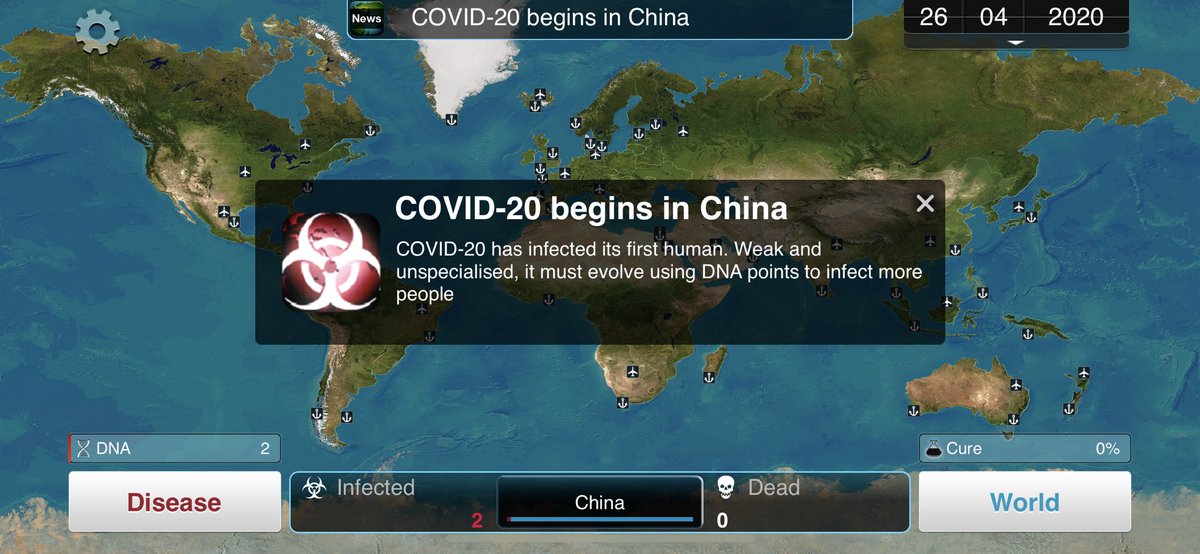 News COVID-20 begins in China
26 04 2020
COVID-20 begins in China
COVID-20 has infected its first human. Weak and
unspecialised, it must evolve using DNA points to infect more
people
DNA 2
Cure 0%
Disease
Infected
2
China
Dead
0
World